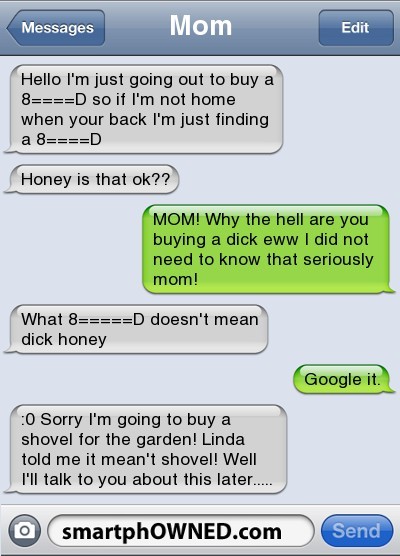 Messages
Mom
Edit
Hello I'm just going out to buy a
8====D so if I'm not home
when your back I'm just finding
a 8====D
Honey is that ok??
MOM! Why the hell are you
buying a dick eww I did not
need to know that seriously
mom!
What 8=====D doesn't mean
dick honey
Google it.
:0 Sorry I'm going to buy a
shovel for the garden! Linda
told me it mean't shovel! Well
I'll talk to you about this later.....
smartphOWNED.com
Send